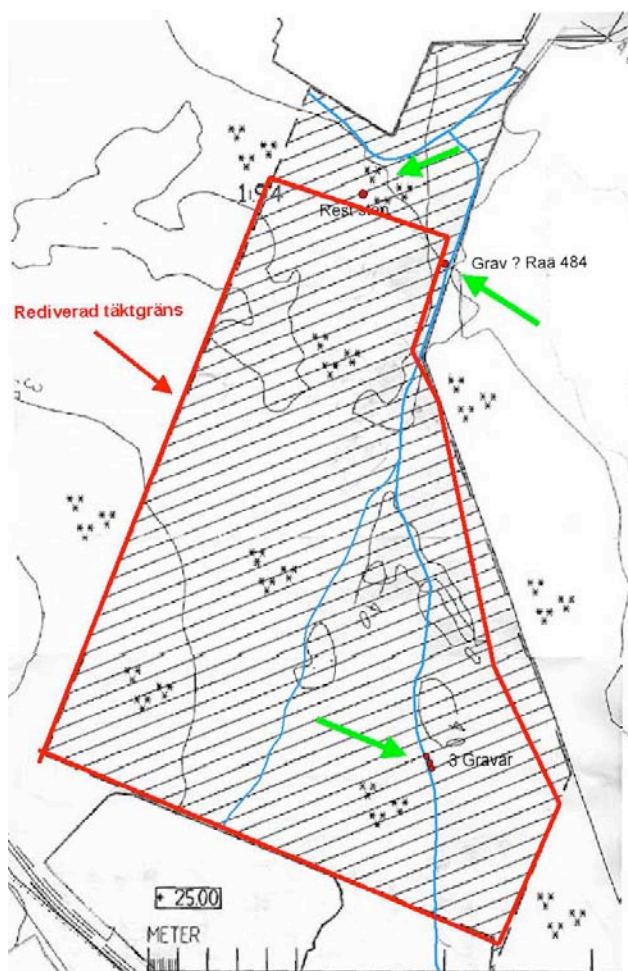 1:94
Rest sten
Grav ? Raä 484
Rediverad täktgräns
3 Gravar
25.00
METER